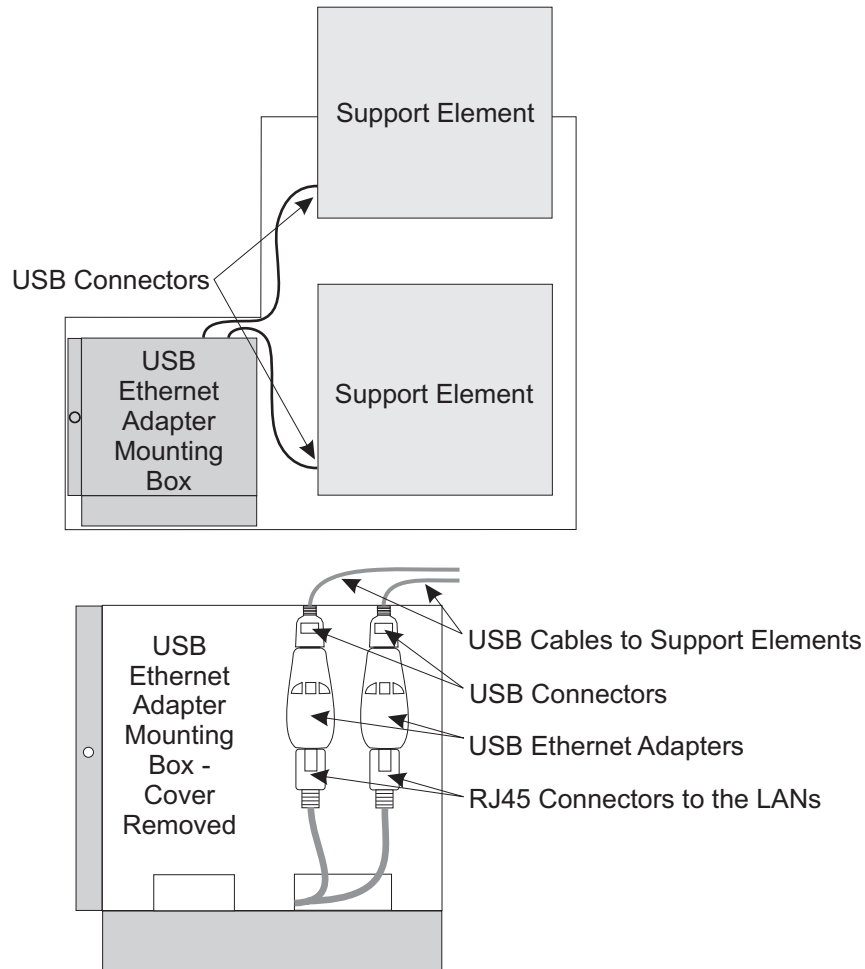 Support Element
USB Connectors
USB
Ethernet
Adapter
Mounting
Box
Support Element
USB
Ethernet
Adapter
Mounting
Box -
Cover
Removed
USB Cables to Support Elements
USB Connectors
USB Ethernet Adapters
RJ45 Connectors to the LANs